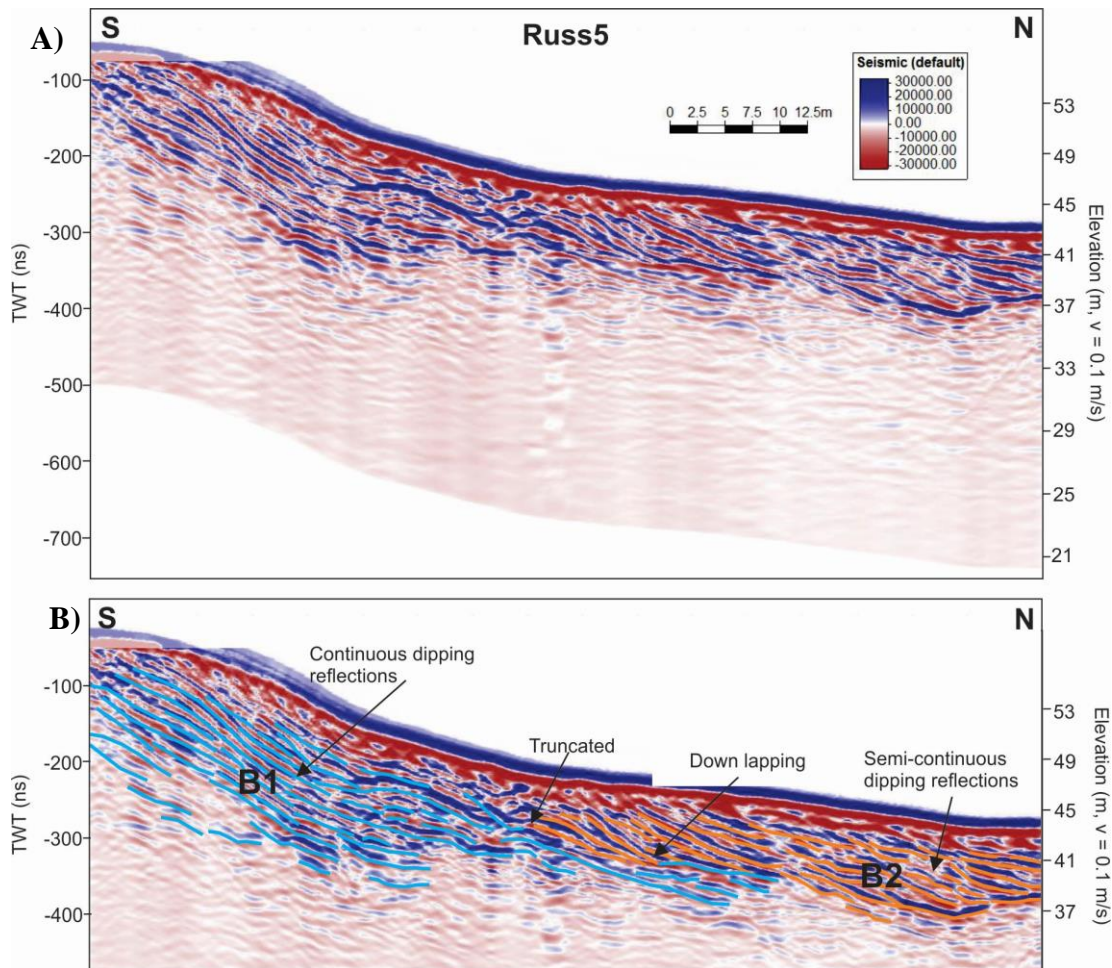 A)
S
Russ5
N
Seismic (default)
30000.00
20000.00
10000.00
0.00
-10000.00
-20000.00
-30000.00
0 2.5 5 7.5 10 12.5m
-100
-200
-300
-400
-500
-600
-700
TWT (ns)
53
49
45
41
37
33
29
25
21
Elevation (m, v = 0.1 m/s)
B)
S
N
Continuous dipping
reflections
Truncated
Down lapping
Semi-continuous
dipping reflections
B1
B2
-100
-200
-300
-400
TWT (ns)
53
49
45
41
37
Elevation (m, v = 0.1 m/s)